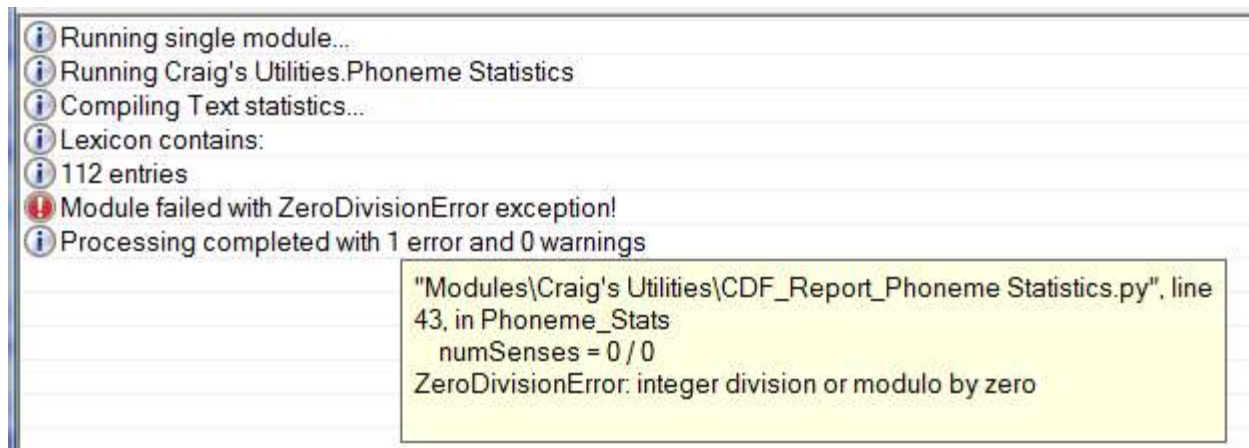 Running single module...
Running Craig's Utilities.Phoneme Statistics
Compiling Text statistics...
Lexicon contains:
112 entries
Module failed with ZeroDivisionError exception!
Processing completed with 1 error and 0 warnings
"Modules\Craig's Utilities\CDF_Report_Phoneme Statistics.py", line
43, in Phoneme_Stats
numSenses = 0 / 0
ZeroDivisionError: integer division or modulo by zero